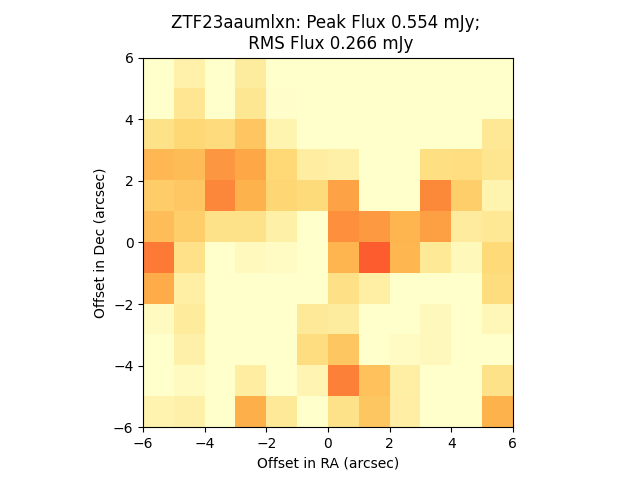 ZTF23aaumlxn: Peak Flux 0.554 mJy;
RMS Flux 0.266 mJy
6
4
2
0
−2
−4
−6
Offset in Dec (arcsec)
−6 −4 −2 0 2 4 6
Offset in RA (arcsec)